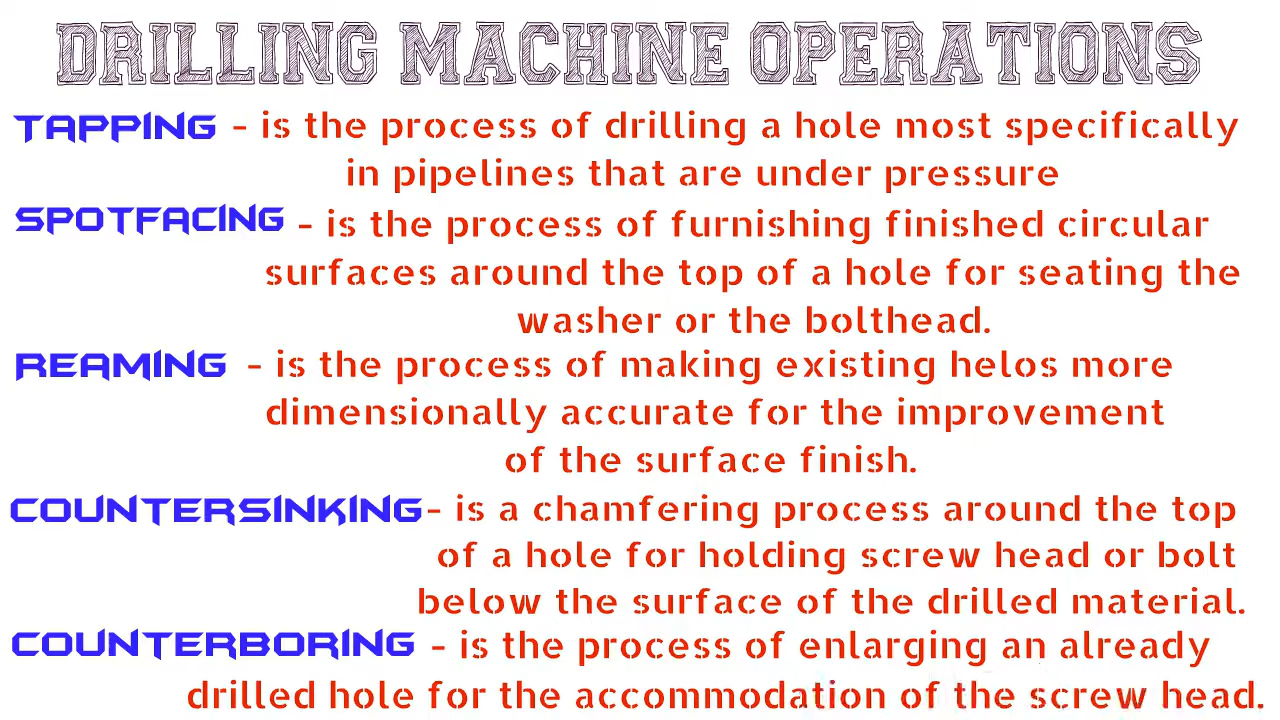 DRILLING MACHINE OPERATIONS
TAPPING - is the process of drilling a hole most specifically
in pipelines that are under pressure
SPOTFACING - is the process of furnishing finished circular
surfaces around the top of a hole for seating the
washer or the bolthead.
REAMING - is the process of making existing helos more
dimensionally accurate for the improvement
of the surface finish.
COUNTERSINKING - is a chamfering process around the top
of a hole for holding screw head or bolt
below the surface of the drilled material.
COUNTERBORING - is the process of enlarging an already
drilled hole for the accommodation of the screw head.